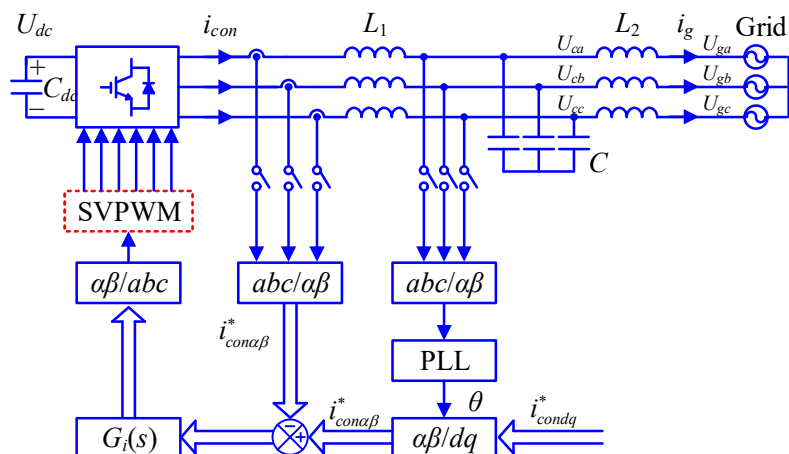 U_dc
i_con
L_1
L_2
i_g
Grid
U_ca
U_ga
+
C_dc
−
U_cb
U_gb
U_cc
U_gc
C
SVPWM
αβ/abc
abc/αβ
abc/αβ
i*_conαβ
PLL
θ
i*_conαβ
i*_condq
G_i(s)
−
+
αβ/dq